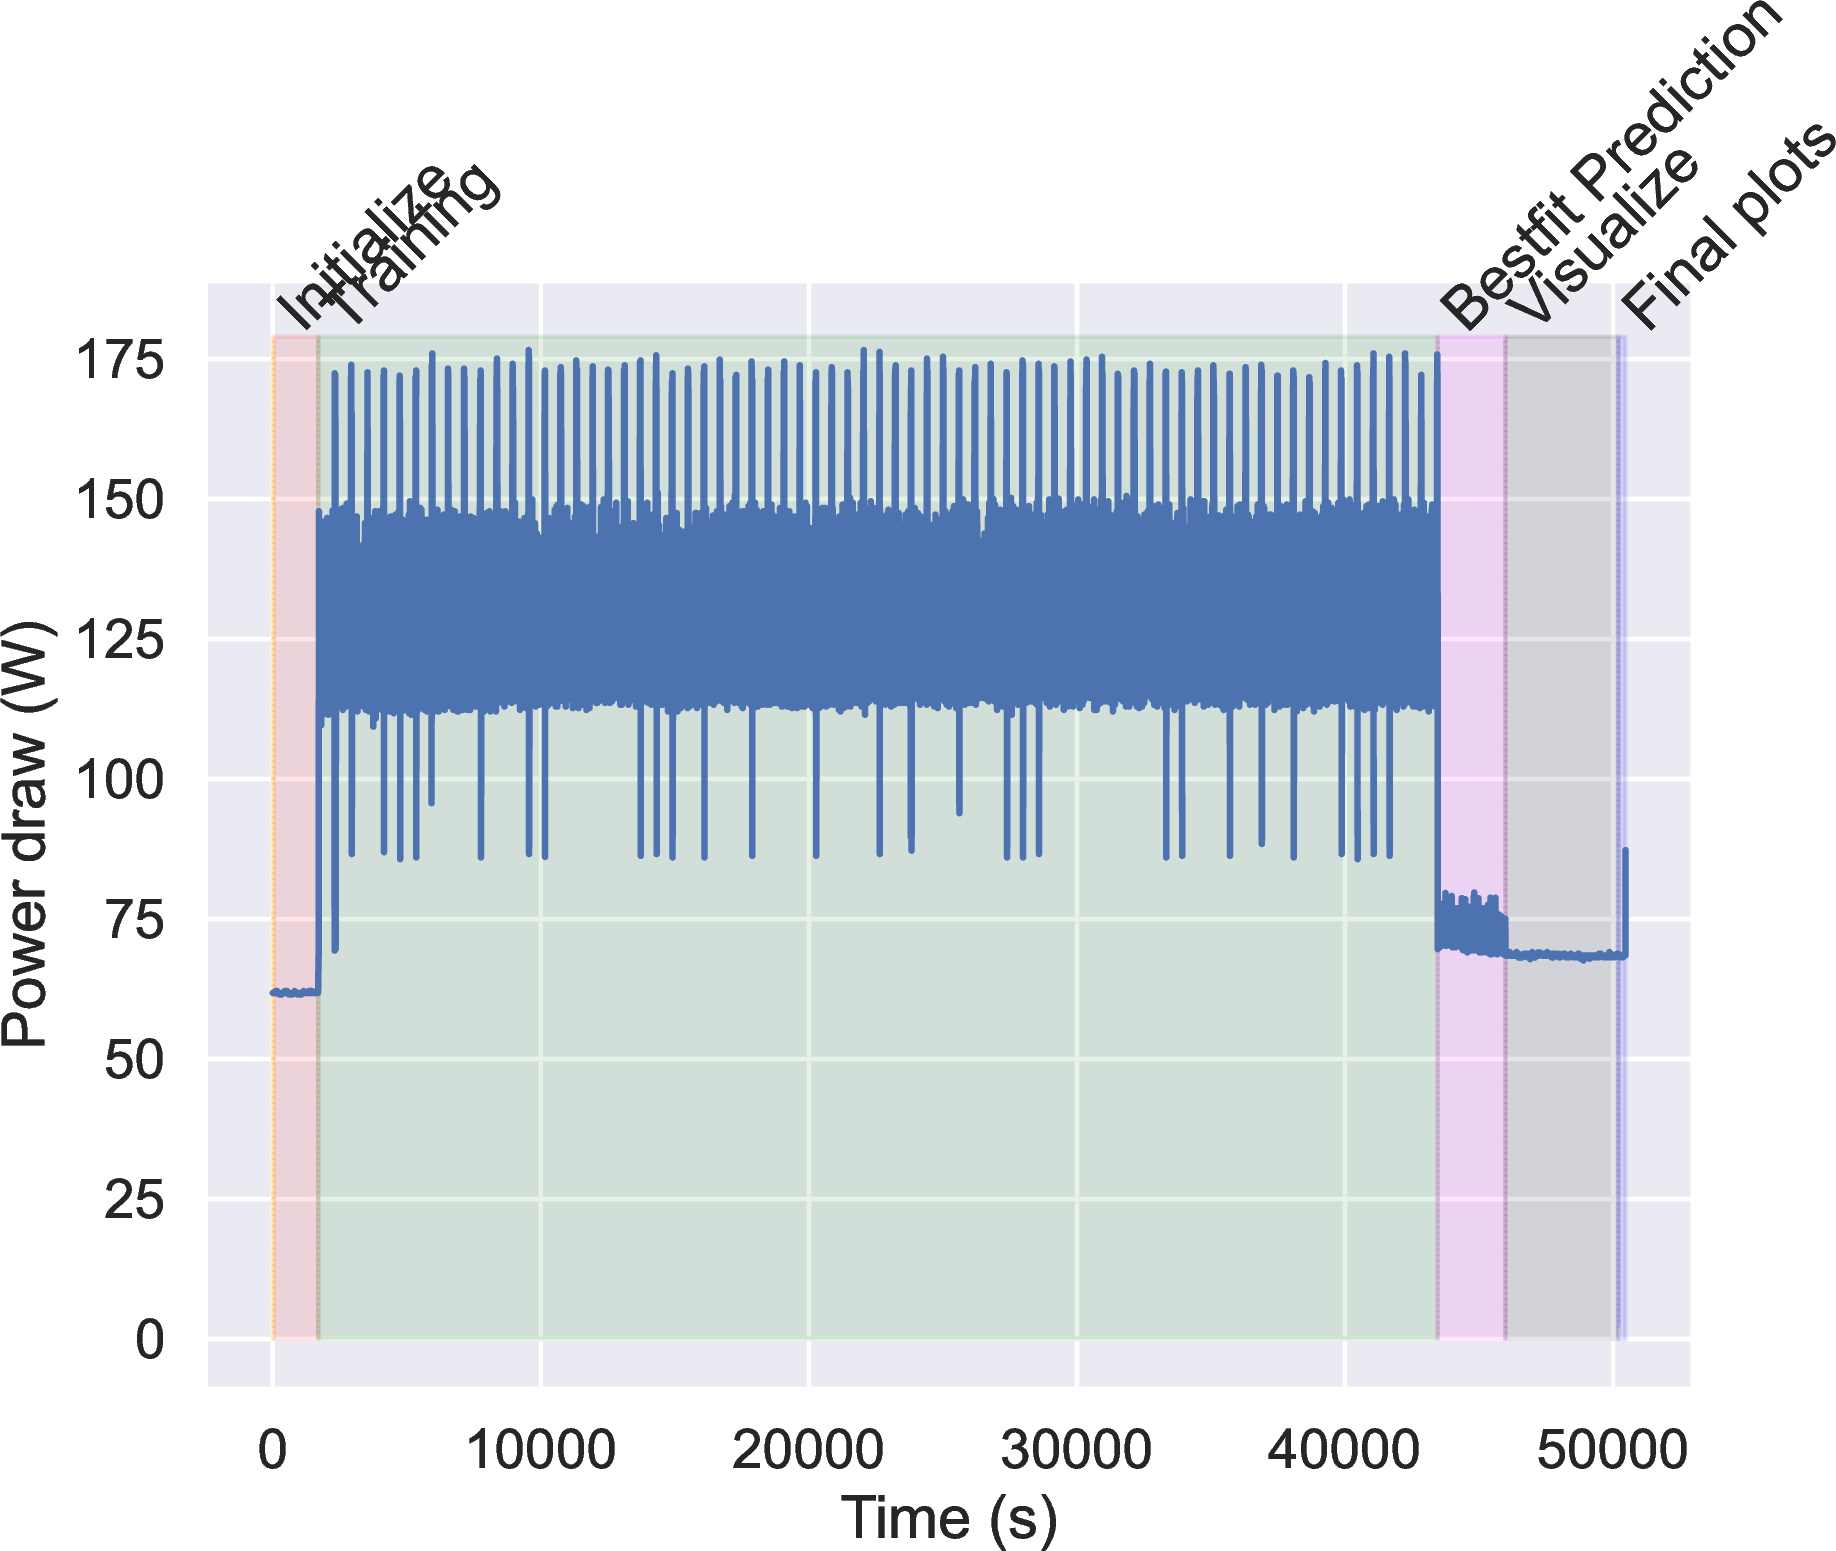 Initialize
Training
Bestfit Prediction
Visualize
Final plots
175
150
125
100
75
50
25
0
Power draw (W)
0 10000 20000 30000 40000 50000
Time (s)